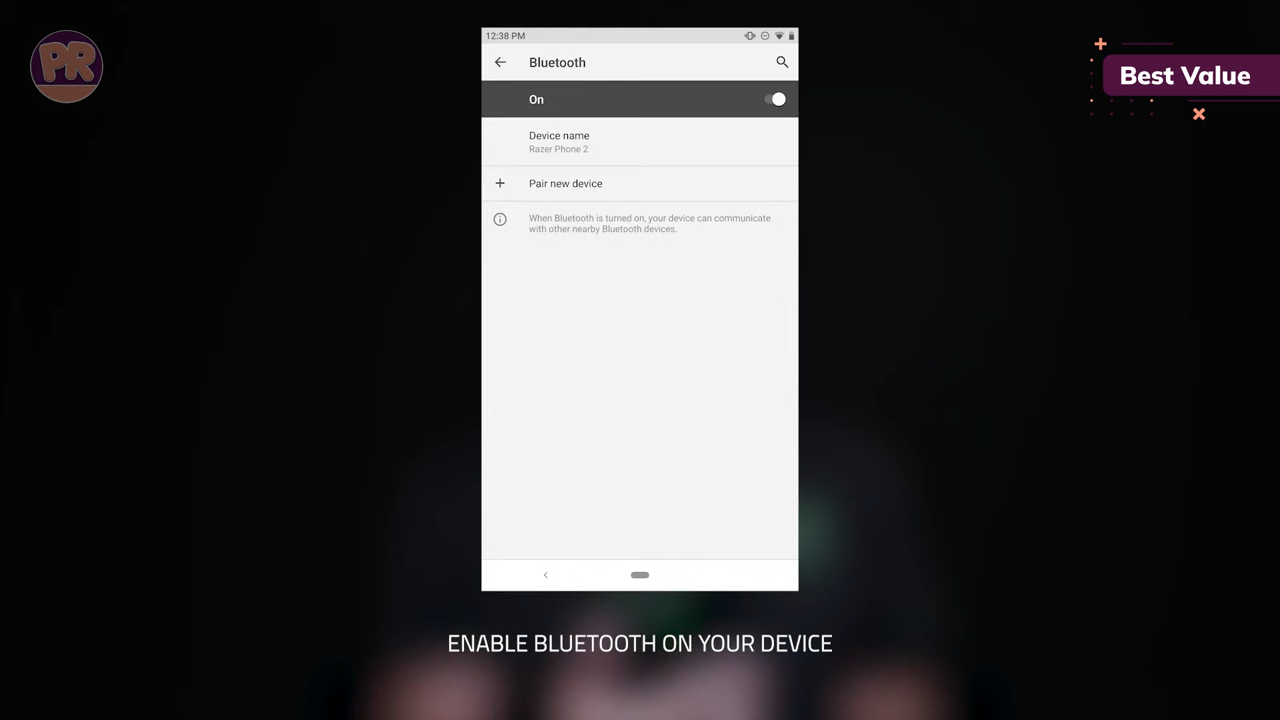 PR
Best Value
12:38 PM
Bluetooth
On
Device name
Razer Phone 2
Pair new device
When Bluetooth is turned on, your device can communicate
with other nearby Bluetooth devices.
ENABLE BLUETOOTH ON YOUR DEVICE